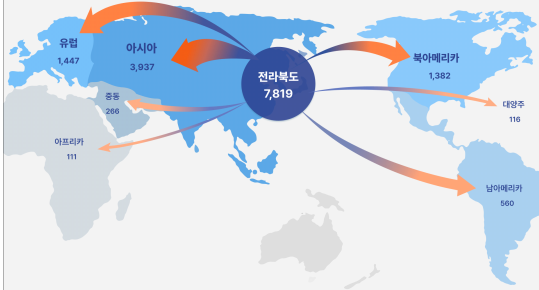 유럽
1,447
아시아
3,937
전라북도
7,819
북아메리카
1,382
중동
266
대양주
116
아프리카
111
남아메리카
560